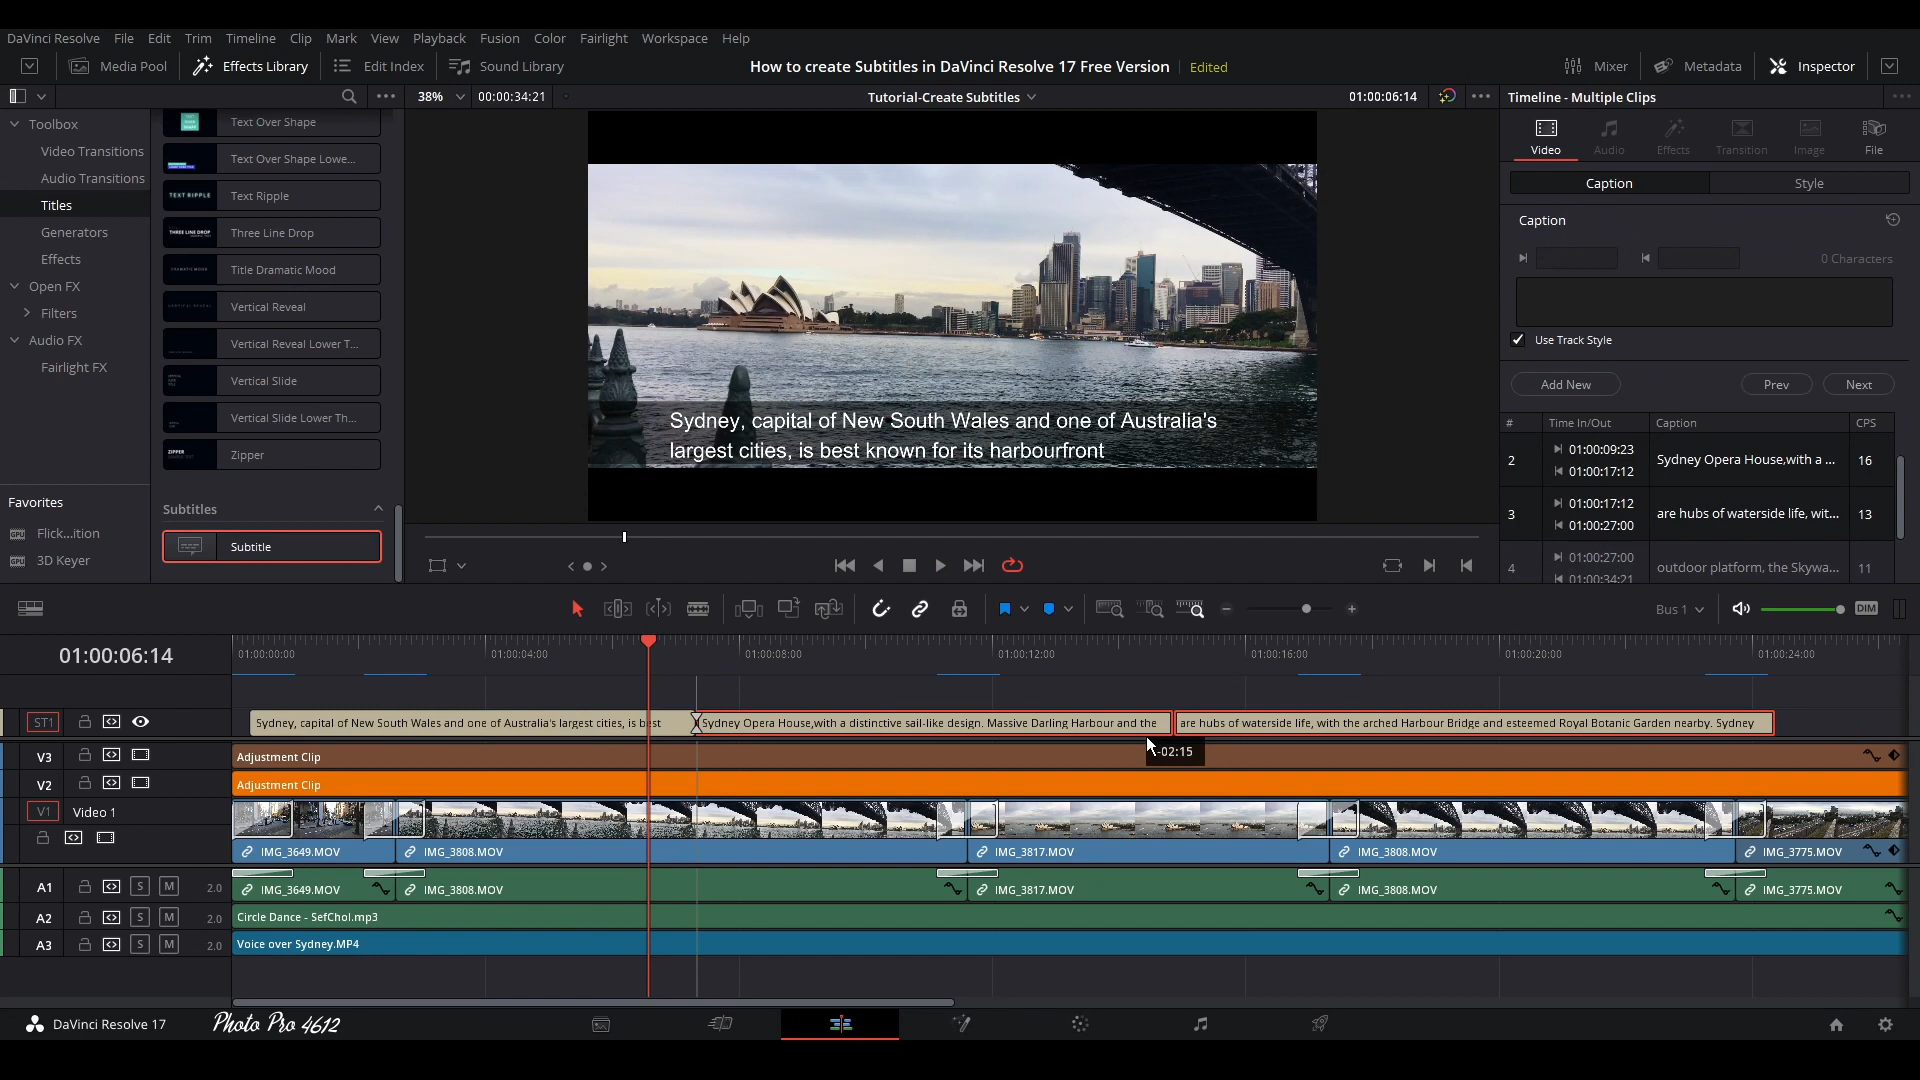 DaVinci Resolve File Edit Trim Timeline Clip Mark View Playback Fusion Color Fairlight Workspace Help
Media Pool Effects Library Edit Index Sound Library How to create Subtitles in DaVinci Resolve 17 Free Version Edited Mixer Metadata Inspector
38% 00:00:34:21 Tutorial-Create Subtitles 01:00:06:14 Timeline - Multiple Clips
Toolbox
Video Transitions
Audio Transitions
Titles
Generators
Effects
Open FX
Filters
Audio FX
Fairlight FX
Favorites
Flick...ition
3D Keyer
Text Over Shape
Text Over Shape Lowe...
TEXT RIPPLE Text Ripple
THREE LINE DROP Three Line Drop
Title Dramatic Mood
Vertical Reveal
Vertical Reveal Lower T...
Vertical Slide
Vertical Slide Lower Th...
ZIPPER Zipper
Subtitles
Subtitle
Sydney, capital of New South Wales and one of Australia's
largest cities, is best known for its harbourfront
Video Audio Effects Transition Image File
Caption Style
Caption
0 Characters
Use Track Style
Add New Prev Next
# Time In/Out Caption CPS
2 01:00:09:23 01:00:17:12 Sydney Opera House,with a ... 16
3 01:00:17:12 01:00:27:00 are hubs of waterside life, wit... 13
4 01:00:27:00 01:00:34:21 outdoor platform, the Skywa... 11
Bus 1 DIM
01:00:06:14 01:00:00:00 01:00:04:00 01:00:08:00 01:00:12:00 01:00:16:00 01:00:20:00 01:00:24:00
ST1 Sydney, capital of New South Wales and one of Australia's largest cities, is best Sydney Opera House,with a distinctive sail-like design. Massive Darling Harbour and the are hubs of waterside life, with the arched Harbour Bridge and esteemed Royal Botanic Garden nearby. Sydney
-02:15
V3 Adjustment Clip
V2 Adjustment Clip
V1 Video 1
IMG_3649.MOV IMG_3808.MOV IMG_3817.MOV IMG_3808.MOV IMG_3775.MOV
A1 S M 2.0 IMG_3649.MOV IMG_3808.MOV IMG_3817.MOV IMG_3808.MOV IMG_3775.MOV
A2 S M 2.0 Circle Dance - SefChol.mp3
A3 S M 2.0 Voice over Sydney.MP4
DaVinci Resolve 17 Photo Pro 4612